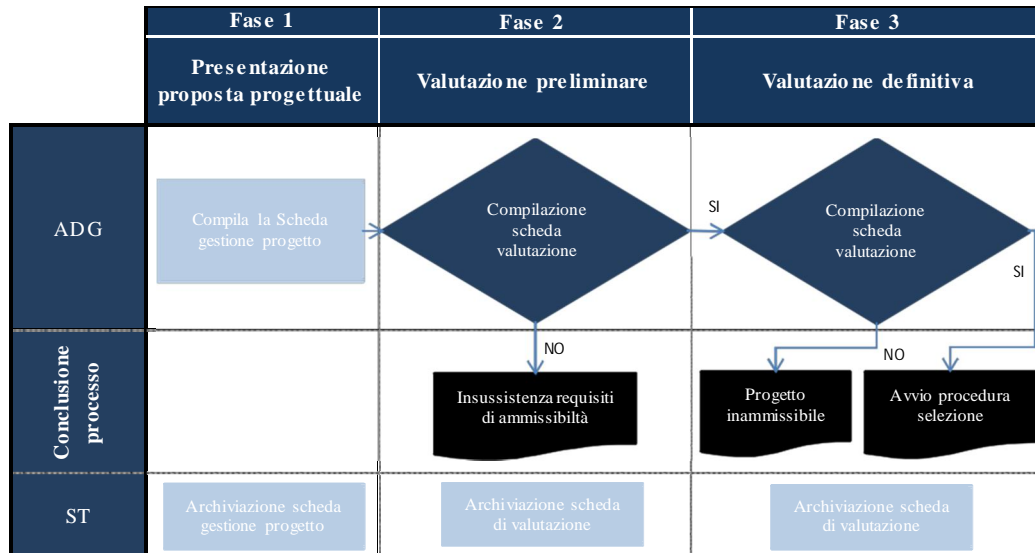 Fase 1
Fase 2
Fase 3
Presentazione
proposta progettuale
Valutazione preliminare
Valutazione definitiva
ADG
Compila la Scheda
gestione progetto
Compilazione
scheda
valutazione
SI
Compilazione
scheda
valutazione
SI
Conclusione
processo
NO
Insussistenza requisiti
di ammissibiltà
NO
Progetto
inammissibile
Avvio procedura
selezione
ST
Archiviazione scheda
gestione progetto
Archiviazione scheda
di valutazione
Archiviazione scheda
di valutazione